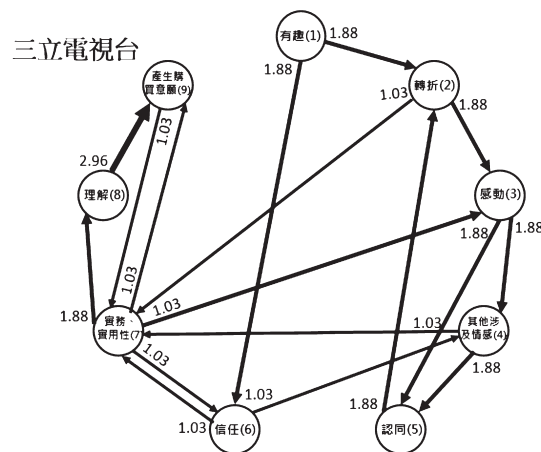 三立電視台
有趣(1)
1.88
1.88
轉折(2)
1.03
1.88
產生購
買意願(9)
1.03
2.96
理解(8)
感動(3)
1.88
1.88
1.03
1.88
實務、
實用性(7)
1.03
1.03
1.03
其他涉
及情感(4)
1.88
1.03
1.88
1.03
信任(6)
認同(5)